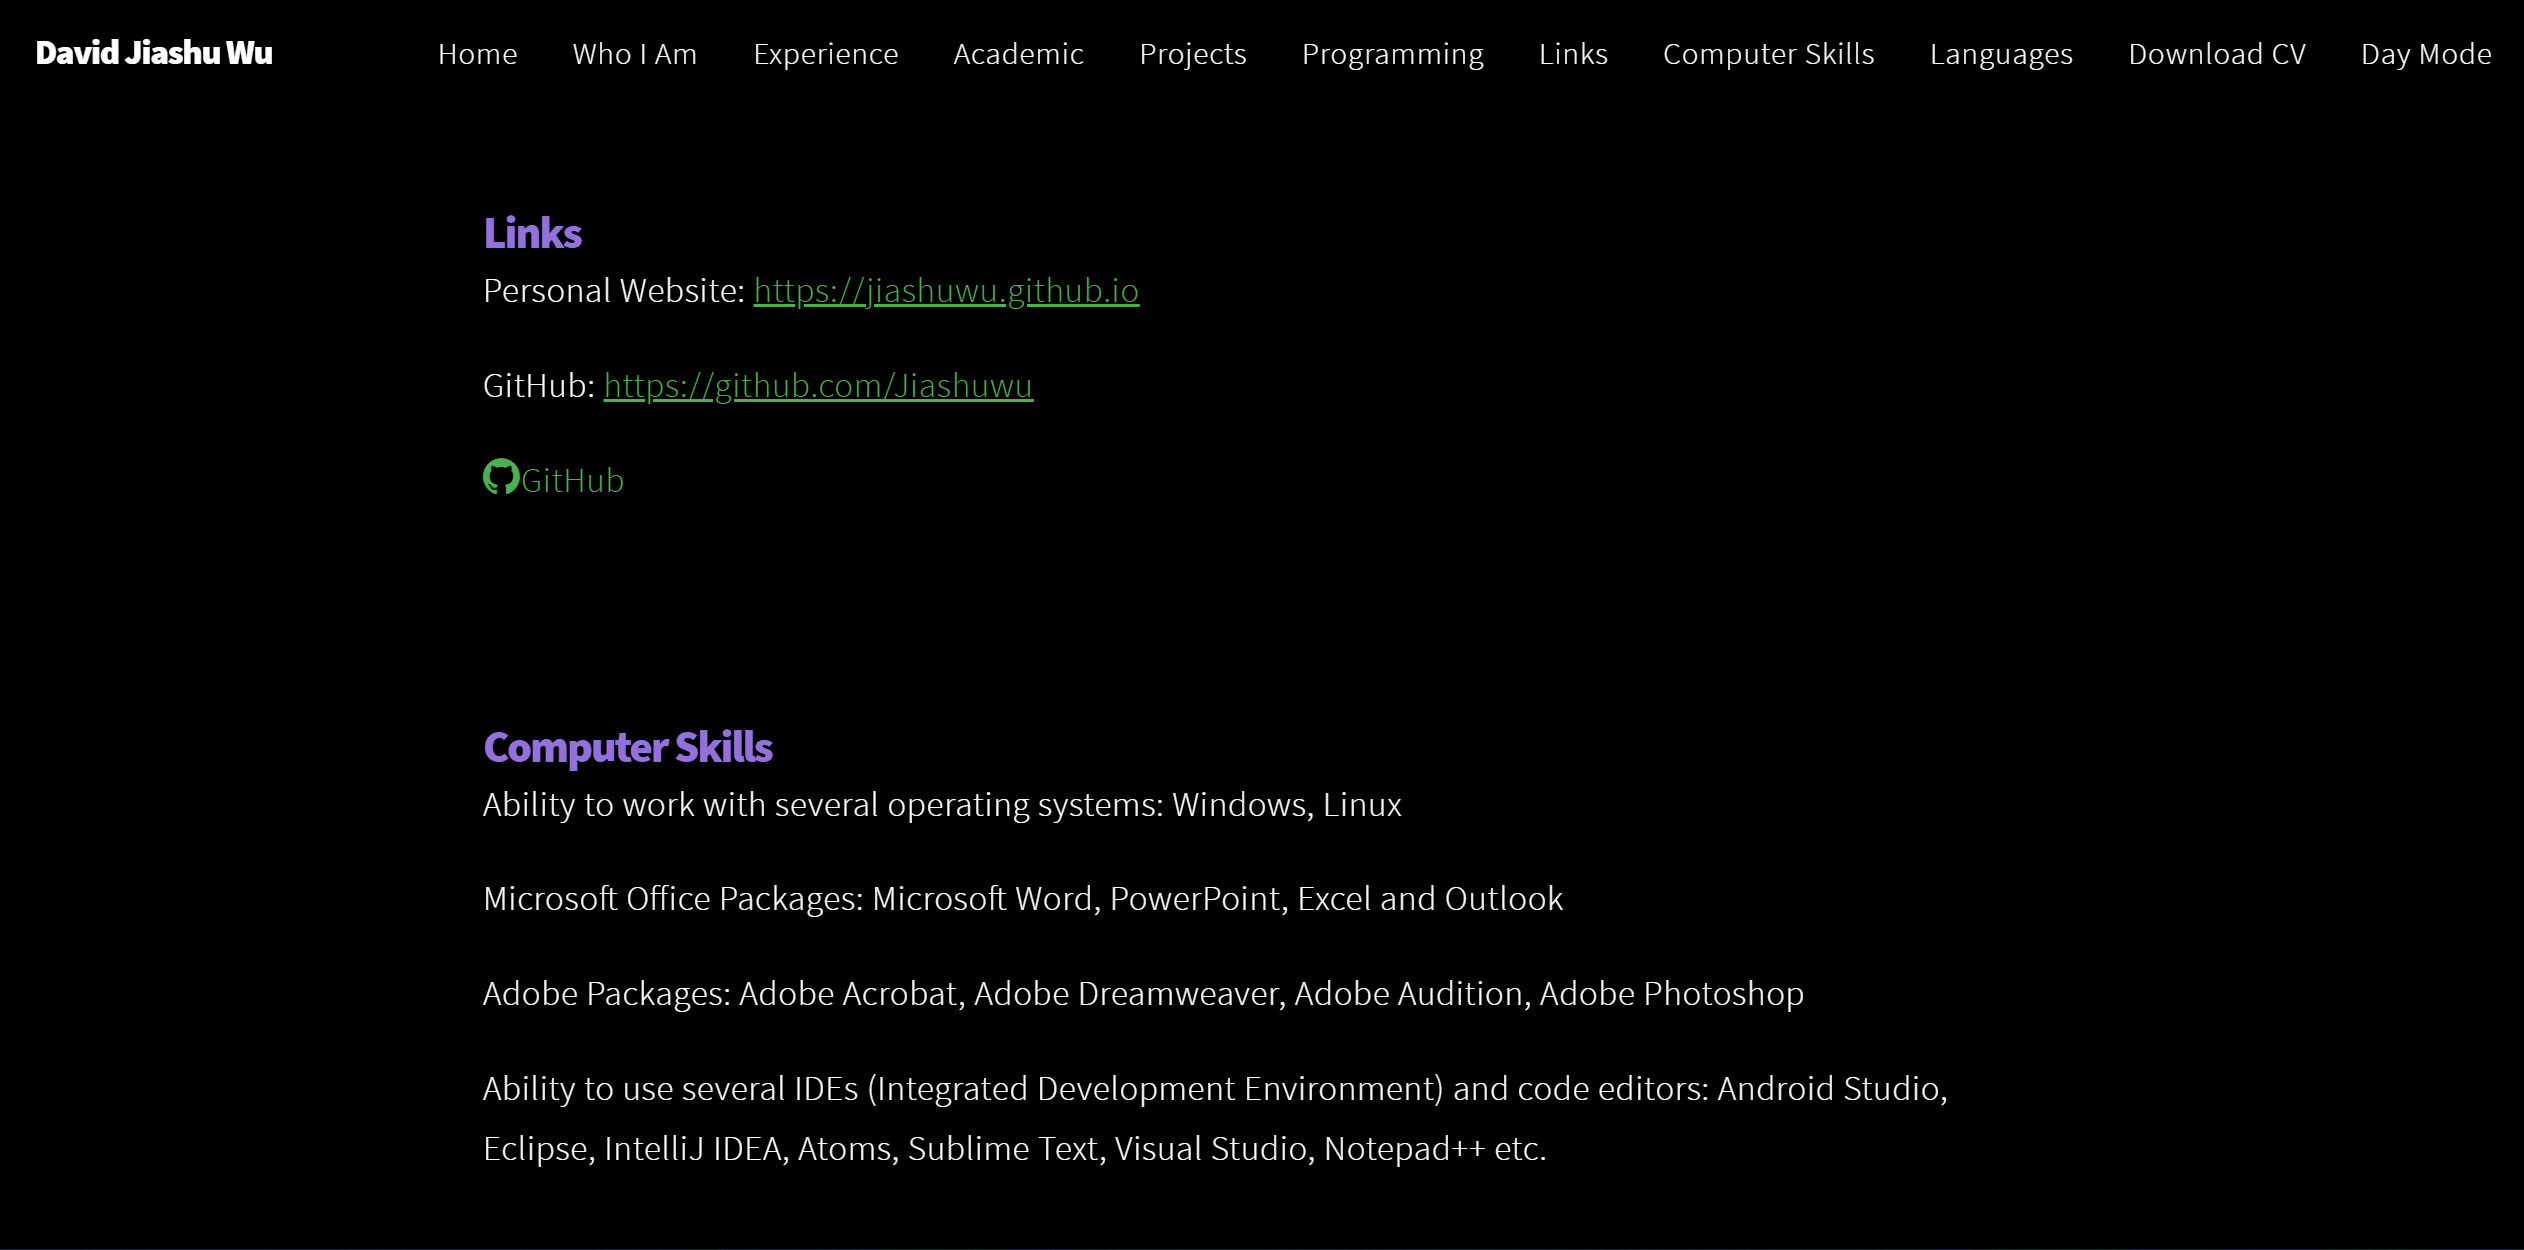 David Jiashu Wu Home Who I Am Experience Academic Projects Programming Links Computer Skills Languages Download CV Day Mode
Links
Personal Website: https://jiashuwu.github.io
GitHub: https://github.com/Jiashuwu
GitHub
Computer Skills
Ability to work with several operating systems: Windows, Linux
Microsoft Office Packages: Microsoft Word, PowerPoint, Excel and Outlook
Adobe Packages: Adobe Acrobat, Adobe Dreamweaver, Adobe Audition, Adobe Photoshop
Ability to use several IDEs (Integrated Development Environment) and code editors: Android Studio,
Eclipse, IntelliJ IDEA, Atoms, Sublime Text, Visual Studio, Notepad++ etc.